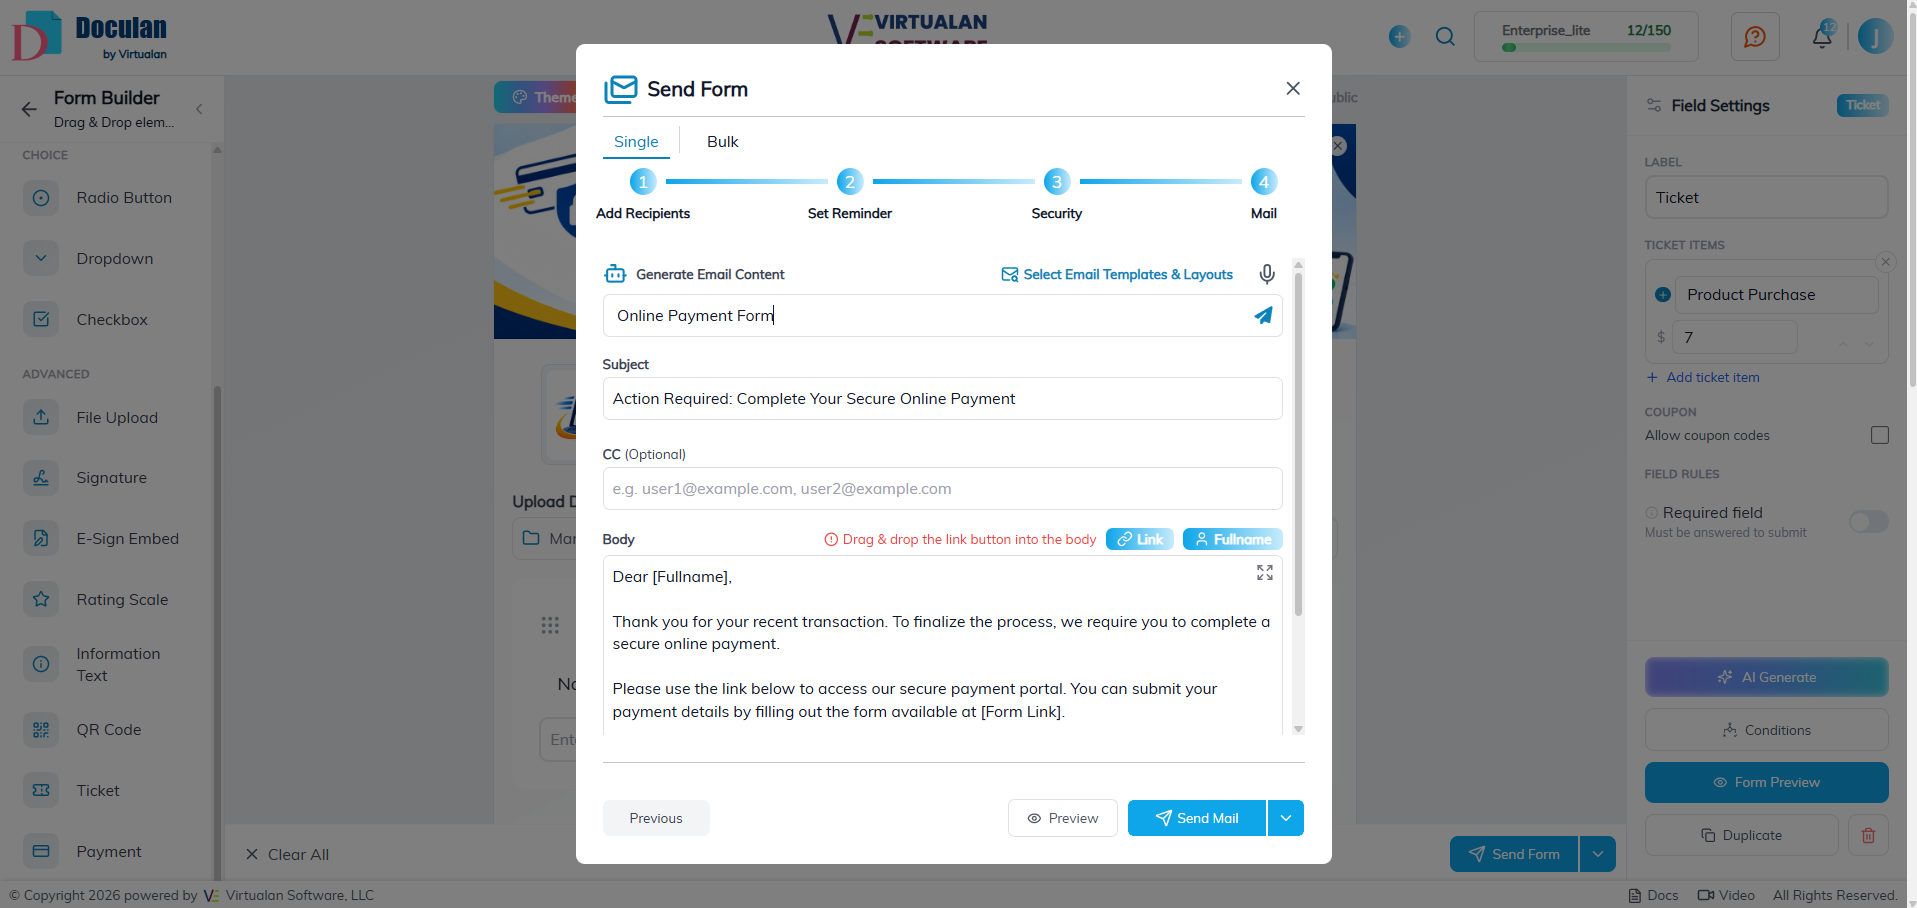 Doculan
by Virtualan
VIRTUALAN
SOFTWARE
Enterprise_lite 12/150
12
J
Form Builder
Drag & Drop elem...
CHOICE
Radio Button
Dropdown
Checkbox
ADVANCED
File Upload
Signature
E-Sign Embed
Rating Scale
Information
Text
QR Code
Ticket
Payment
Theme
Upload D
Clear All
Send Form
Send Form
Single
Bulk
1
2
3
4
Add Recipients
Set Reminder
Security
Mail
Generate Email Content
Select Email Templates & Layouts
Online Payment Form
Subject
Action Required: Complete Your Secure Online Payment
CC (Optional)
e.g. user1@example.com, user2@example.com
Body
Drag & drop the link button into the body
Link
Fullname
Dear [Fullname],
Thank you for your recent transaction. To finalize the process, we require you to complete a
secure online payment.
Please use the link below to access our secure payment portal. You can submit your
payment details by filling out the form available at [Form Link].
Previous
Preview
Send Mail
Field Settings
Ticket
LABEL
Ticket
TICKET ITEMS
Product Purchase
$ 7
+ Add ticket item
COUPON
Allow coupon codes
FIELD RULES
Required field
Must be answered to submit
AI Generate
Conditions
Form Preview
Duplicate
© Copyright 2026 powered by VE Virtualan Software, LLC
Docs
Video
All Rights Reserved.